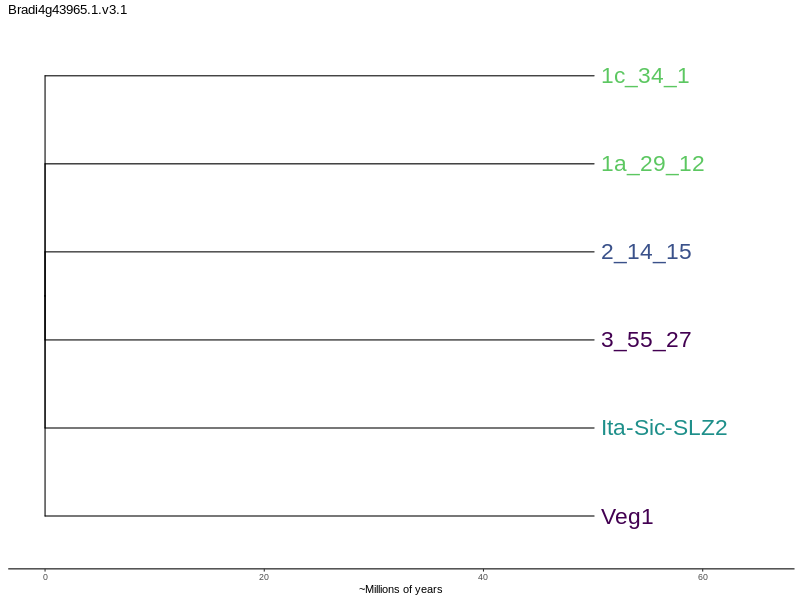 Bradi4g43965.1.v3.1
1c_34_1
1a_29_12
2_14_15
3_55_27
Ita-Sic-SLZ2
Veg1
0 20 40 60
~Millions of years